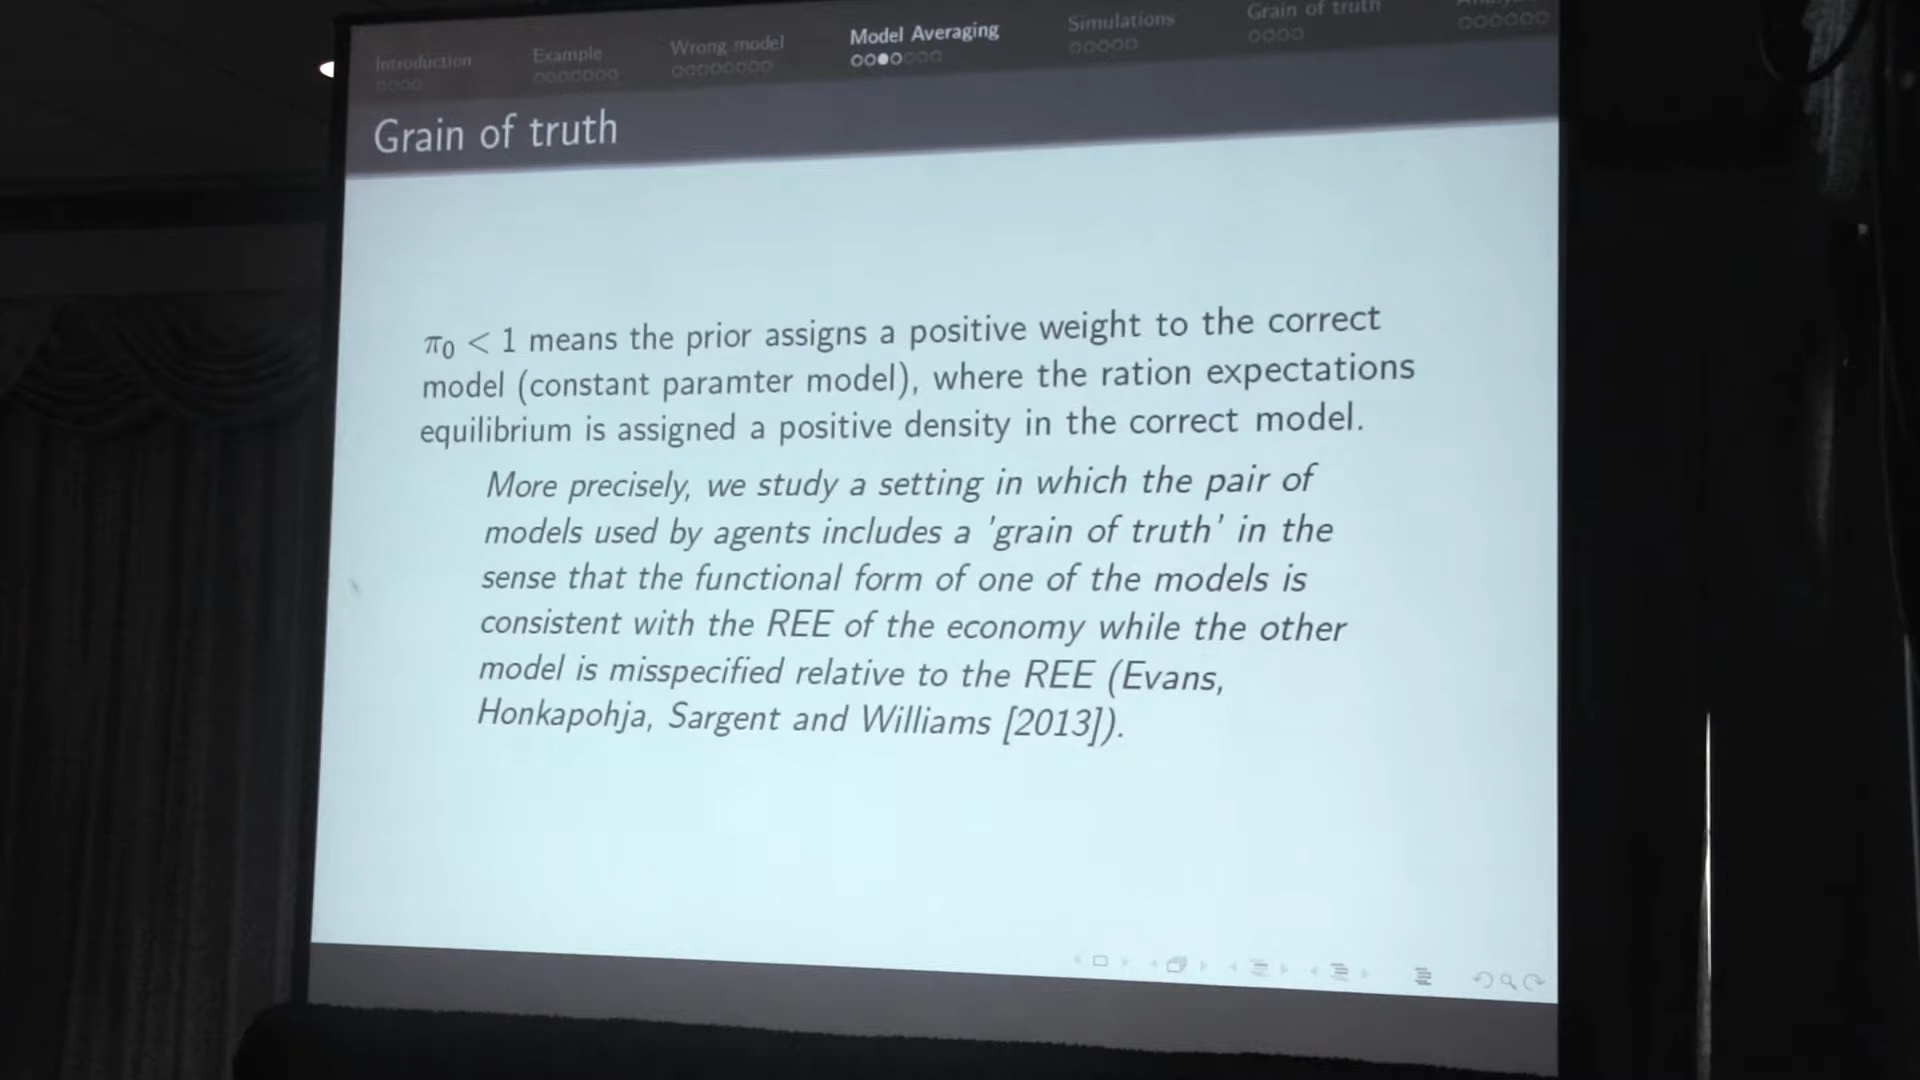 Introduction
Example
Wrong model
Model Averaging
Simulations
Grain of truth
Grain of truth
π₀ < 1 means the prior assigns a positive weight to the correct
model (constant paramter model), where the ration expectations
equilibrium is assigned a positive density in the correct model.
More precisely, we study a setting in which the pair of
models used by agents includes a 'grain of truth' in the
sense that the functional form of one of the models is
consistent with the REE of the economy while the other
model is misspecified relative to the REE (Evans,
Honkapohja, Sargent and Williams [2013]).